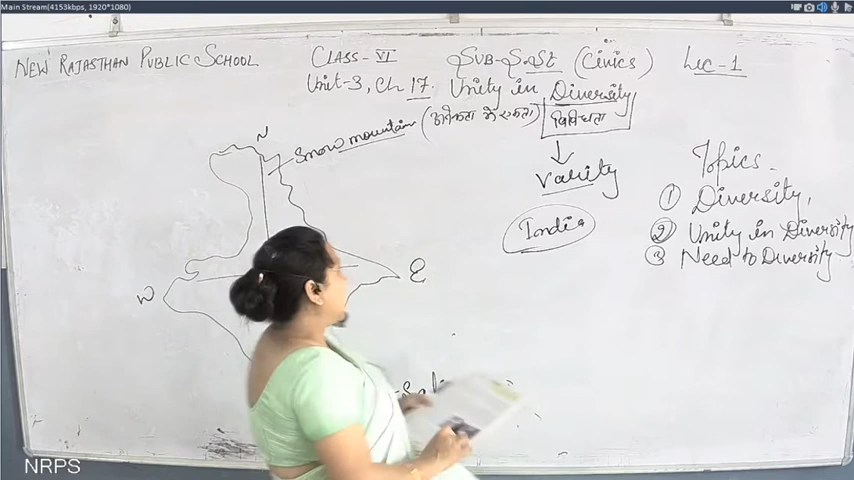 Main Stream(4153kbps, 1920*1080)
NEW RAJASTHAN PUBLIC SCHOOL CLASS-VI SUB-S.St (Civics) Lec-1
Unit-3, Ch 17. Unity in Diversity
(अनेकता में एकता) विविधता
N
Snow mountain
Varity
India
Topics
① Diversity,
② Unity in Diversity
③ Need to Diversity
W
E
NRPS